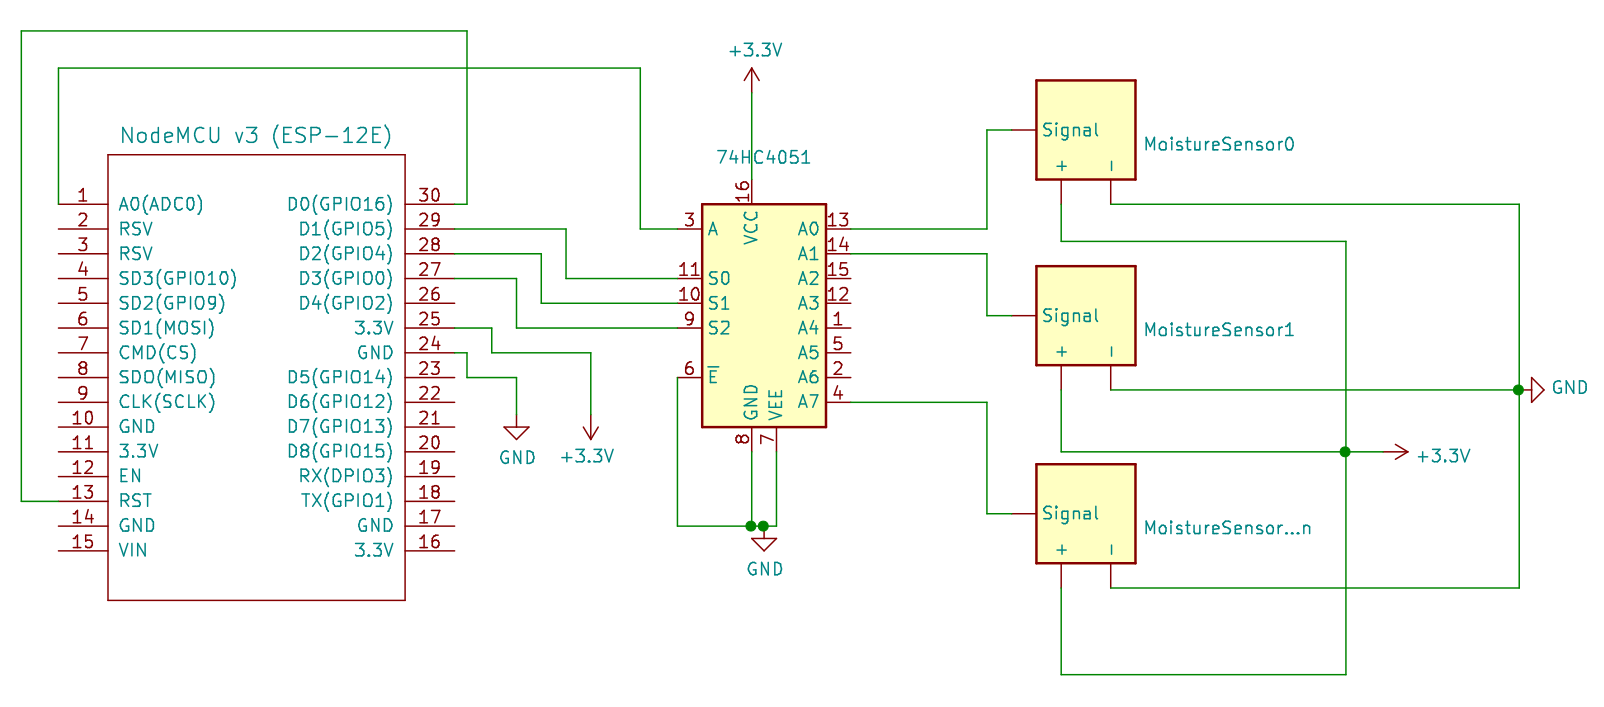 +3.3V
NodeMCU v3 (ESP-12E)
1 A0(ADC0) D0(GPIO16) 30
2 RSV D1(GPIO5) 29
3 RSV D2(GPIO4) 28
4 SD3(GPIO10) D3(GPIO0) 27
5 SD2(GPIO9) D4(GPIO2) 26
6 SD1(MOSI) 3.3V 25
7 CMD(CS) GND 24
8 SDO(MISO) D5(GPIO14) 23
9 CLK(SCLK) D6(GPIO12) 22
10 GND D7(GPIO13) 21
11 3.3V D8(GPIO15) 20
12 EN RX(DPIO3) 19
13 RST TX(GPIO1) 18
14 GND GND 17
15 VIN 3.3V 16
GND
+3.3V
74HC4051
16 VCC
3 A A0 13
A1 14
11 S0 A2 15
10 S1 A3 12
9 S2 A4 1
A5 5
6 E A6 2
A7 4
GND VEE
8 7
GND
Signal
MoistureSensor0
+ -
Signal
MoistureSensor1
+ -
GND
+3.3V
Signal
MoistureSensor...n
+ -